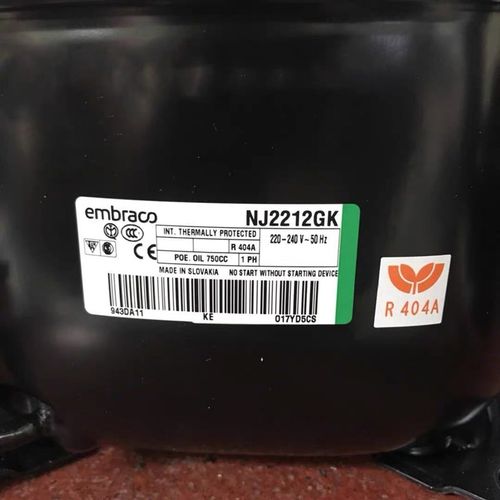 embraco
NJ2212GK
INT. THERMALLY PROTECTED
220-240 V~50 Hz
R 404A
POE. OIL 750CC
1 PH
MADE IN SLOVAKIA
NO START WITHOUT STARTING DEVICE
943DA11
KE
017YD5CS
R 404A